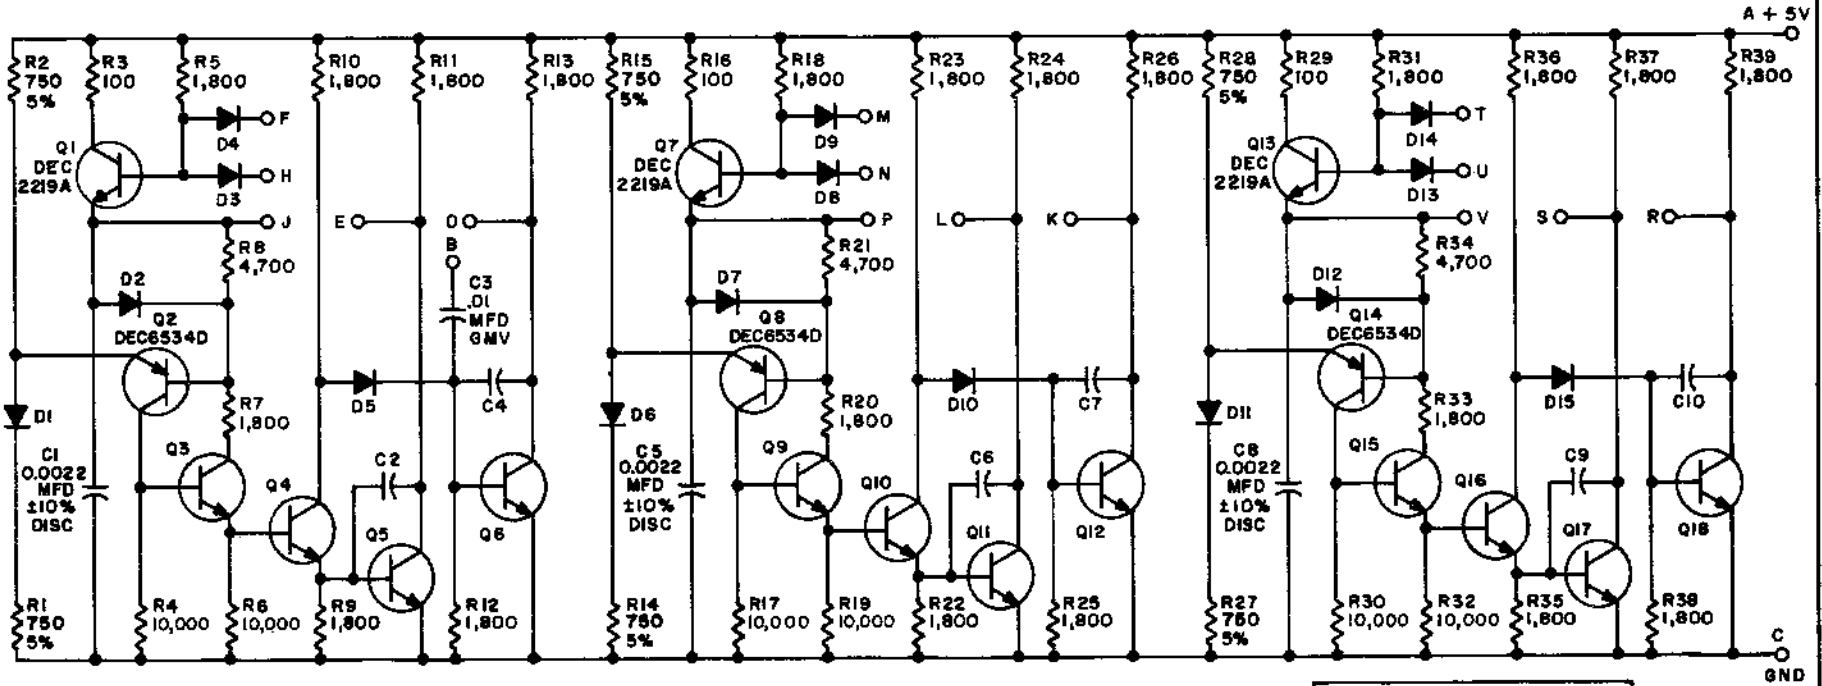 A + 5V
R2
750
5%
R3
100
R5
1,800
R10
1,800
R11
1,800
R13
1,800
R15
750
5%
R16
100
R18
1,800
R23
1,800
R24
1,800
R26
1,800
R28
750
5%
R29
100
R31
1,800
R36
1,800
R37
1,800
R39
1,800
F
D4
Q1
DEC
2219A
H
D3
M
D9
Q7
DEC
2219A
N
D8
T
D14
Q13
DEC
2219A
U
D13
J
E
D
B
P
L
K
V
S
R
R8
4,700
R21
4,700
R34
4,700
D2
Q2
DEC6534D
C3
.01
MFD
GMV
D7
Q8
DEC6534D
D12
Q14
DEC6534D
D1
R7
1,800
D5
C4
D6
R20
1,800
D10
C7
D11
R33
1,800
D15
C10
C1
0.0022
MFD
±10%
DISC
Q3
Q4
C2
Q5
Q6
C5
0.0022
MFD
±10%
DISC
Q9
Q10
C6
Q11
Q12
C8
0.0022
MFD
±10%
DISC
Q15
Q16
C9
Q17
Q18
R1
750
5%
R4
10,000
R6
10,000
R9
1,800
R12
1,800
R14
750
5%
R17
10,000
R19
10,000
R22
1,800
R25
1,800
R27
750
5%
R30
10,000
R32
10,000
R35
1,800
R38
1,800
C
GND